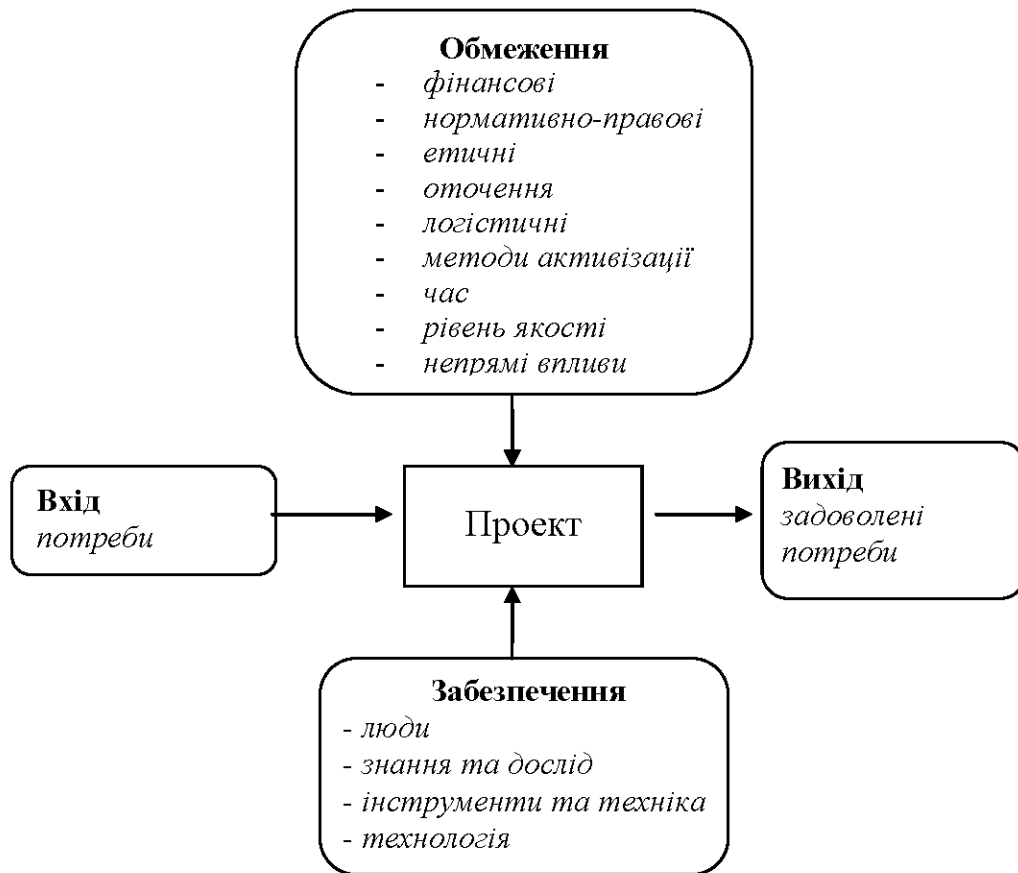 Обмеження
- фінансові
- нормативно-правові
- етичні
- оточення
- логістичні
- методи активізації
- час
- рівень якості
- непрямі впливи
Вхід
потреби
Проект
Вихід
задоволені
потреби
Забезпечення
- люди
- знання та дослід
- інструменти та техніка
- технологія